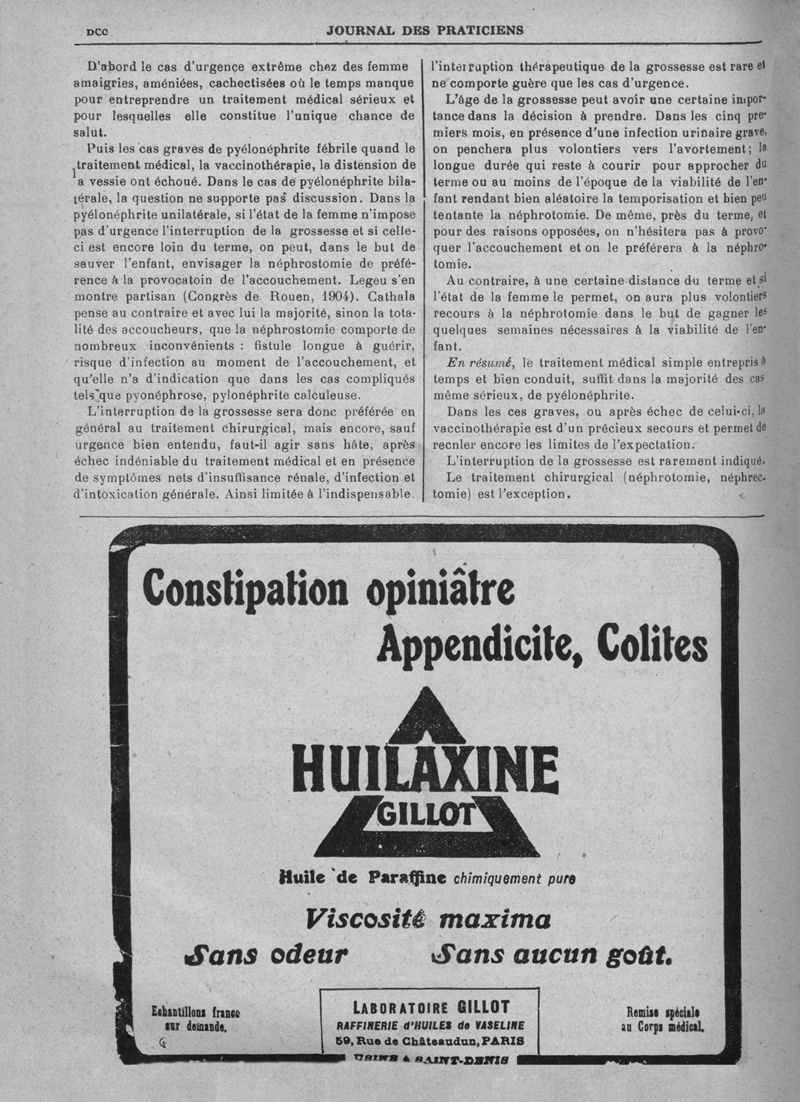 DCC
JOURNAL DES PRATICIENS
D'abord le cas d'urgence extrême chez des femme
amaigries, améniées, cachectisées où le temps manque
pour entreprendre un traitement médical sérieux et
pour lesquelles elle constitue l'unique chance de
salut.
Puis les cas graves de pyélonéphrite fébrile quand le
traitement médical, la vaccinothérapie, la distension de
la vessie ont échoué. Dans le cas de pyélonéphrite bila-
térale, la question ne supporte pas discussion. Dans la
pyélonéphrite unilatérale, si l'état de la femme n'impose
pas d'urgence l'interruption de la grossesse et si celle-
ci est encore loin du terme, on peut, dans le but de
sauver l'enfant, envisager la néphrostomie de préfé-
rence à la provocatoin de l'accouchement. Legeu s'en
montre partisan (Congrès de Rouen, 1904). Cathala
pense au contraire et avec lui la majorité, sinon la tota-
lité des accoucheurs, que la néphrostomie comporte de
nombreux inconvénients : fistule longue à guérir,
risque d'infection au moment de l'accouchement, et
qu'elle n'a d'indication que dans les cas compliqués
tels que pyonéphrose, pylonéphrite calculeuse.
L'interruption de la grossesse sera donc préférée en
général au traitement chirurgical, mais encore, sauf
urgence bien entendu, faut-il agir sans hâte, après
échec indéniable du traitement médical et en présence
de symptômes nets d'insuffisance rénale, d'infection et
d'intoxication générale. Ainsi limitée à l'indispensable.
l'interruption thérapeutique de la grossesse est rare et
ne comporte guère que les cas d'urgence.
L'âge de la grossesse peut avoir une certaine impor-
tance dans la décision à prendre. Dans les cinq pre-
miers mois, en présence d'une infection urinaire grave,
on penchera plus volontiers vers l'avortement ; la
longue durée qui reste à courir pour approcher du
terme ou au moins de l'époque de la viabilité de l'en-
fant rendant bien aléatoire la temporisation et bien peu
tentante la néphrotomie. De même, près du terme, et
pour des raisons opposées, on n'hésitera pas à provo-
quer l'accouchement et on le préférera à la néphro-
tomie.
Au contraire, à une certaine distance du terme et si
l'état de la femme le permet, on aura plus volontiers
recours à la néphrotomie dans le but de gagner les
quelques semaines nécessaires à la viabilité de l'en-
fant.
En résumé, le traitement médical simple entrepris à
temps et bien conduit, suffit dans la majorité des cas
même sérieux, de pyélonéphrite.
Dans les ces graves, ou après échec de celui-ci, la
vaccinothérapie est d'un précieux secours et permet de
recnler encore les limites de l'expectation.
L'interruption de la grossesse est rarement indiqué.
Le traitement chirurgical (néphrotomie, néphrec-
tomie) est l'exception.
Constipation opiniâtre
Appendicite, Colites
HUILAXINE
GILLOT
Huile de Paraffine chimiquement pure
Viscosité maxima
Sans odeur Sans aucun goût.
Echantillons franco
sur demande.
LABORATOIRE GILLOT
RAFFINERIE d'HUILES de VASELINE
59, Rue de Châteaudun, PARIS
USINE A SAINT-DENIS
Remise spéciale
au Corps médical.